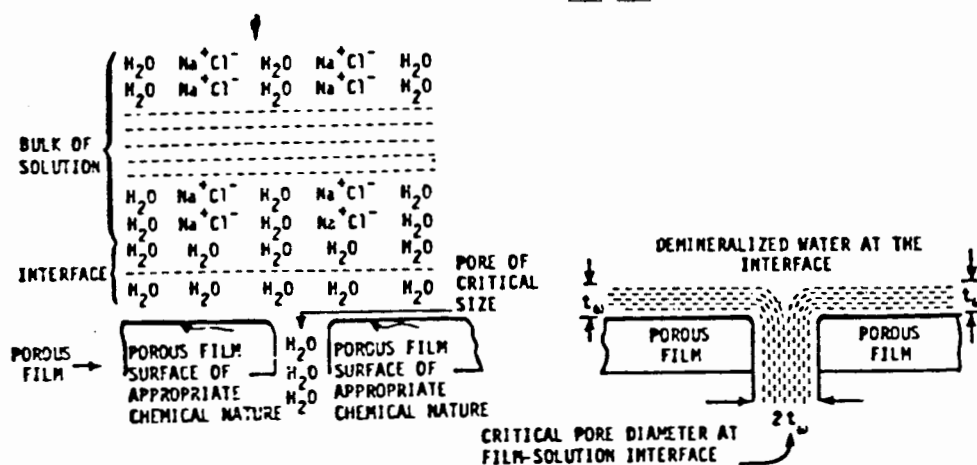 H2O Na+Cl- H2O Na+Cl- H2O
H2O Na+Cl- H2O Na+Cl- H2O
BULK OF
SOLUTION
H2O Na+Cl- H2O Na+Cl- H2O
H2O Na+Cl- H2O Na+Cl- H2O
H2O H2O H2O H2O H2O
INTERFACE
H2O H2O H2O H2O H2O
PORE OF
CRITICAL
SIZE
POROUS
FILM
POROUS FILM
SURFACE OF
APPROPRIATE
CHEMICAL NATURE
H2O
H2O
H2O
POROUS FILM
SURFACE OF
APPROPRIATE
CHEMICAL NATURE
DEMINERALIZED WATER AT THE
INTERFACE
tω
tω
POROUS
FILM
POROUS
FILM
2tω
CRITICAL PORE DIAMETER AT
FILM-SOLUTION INTERFACE